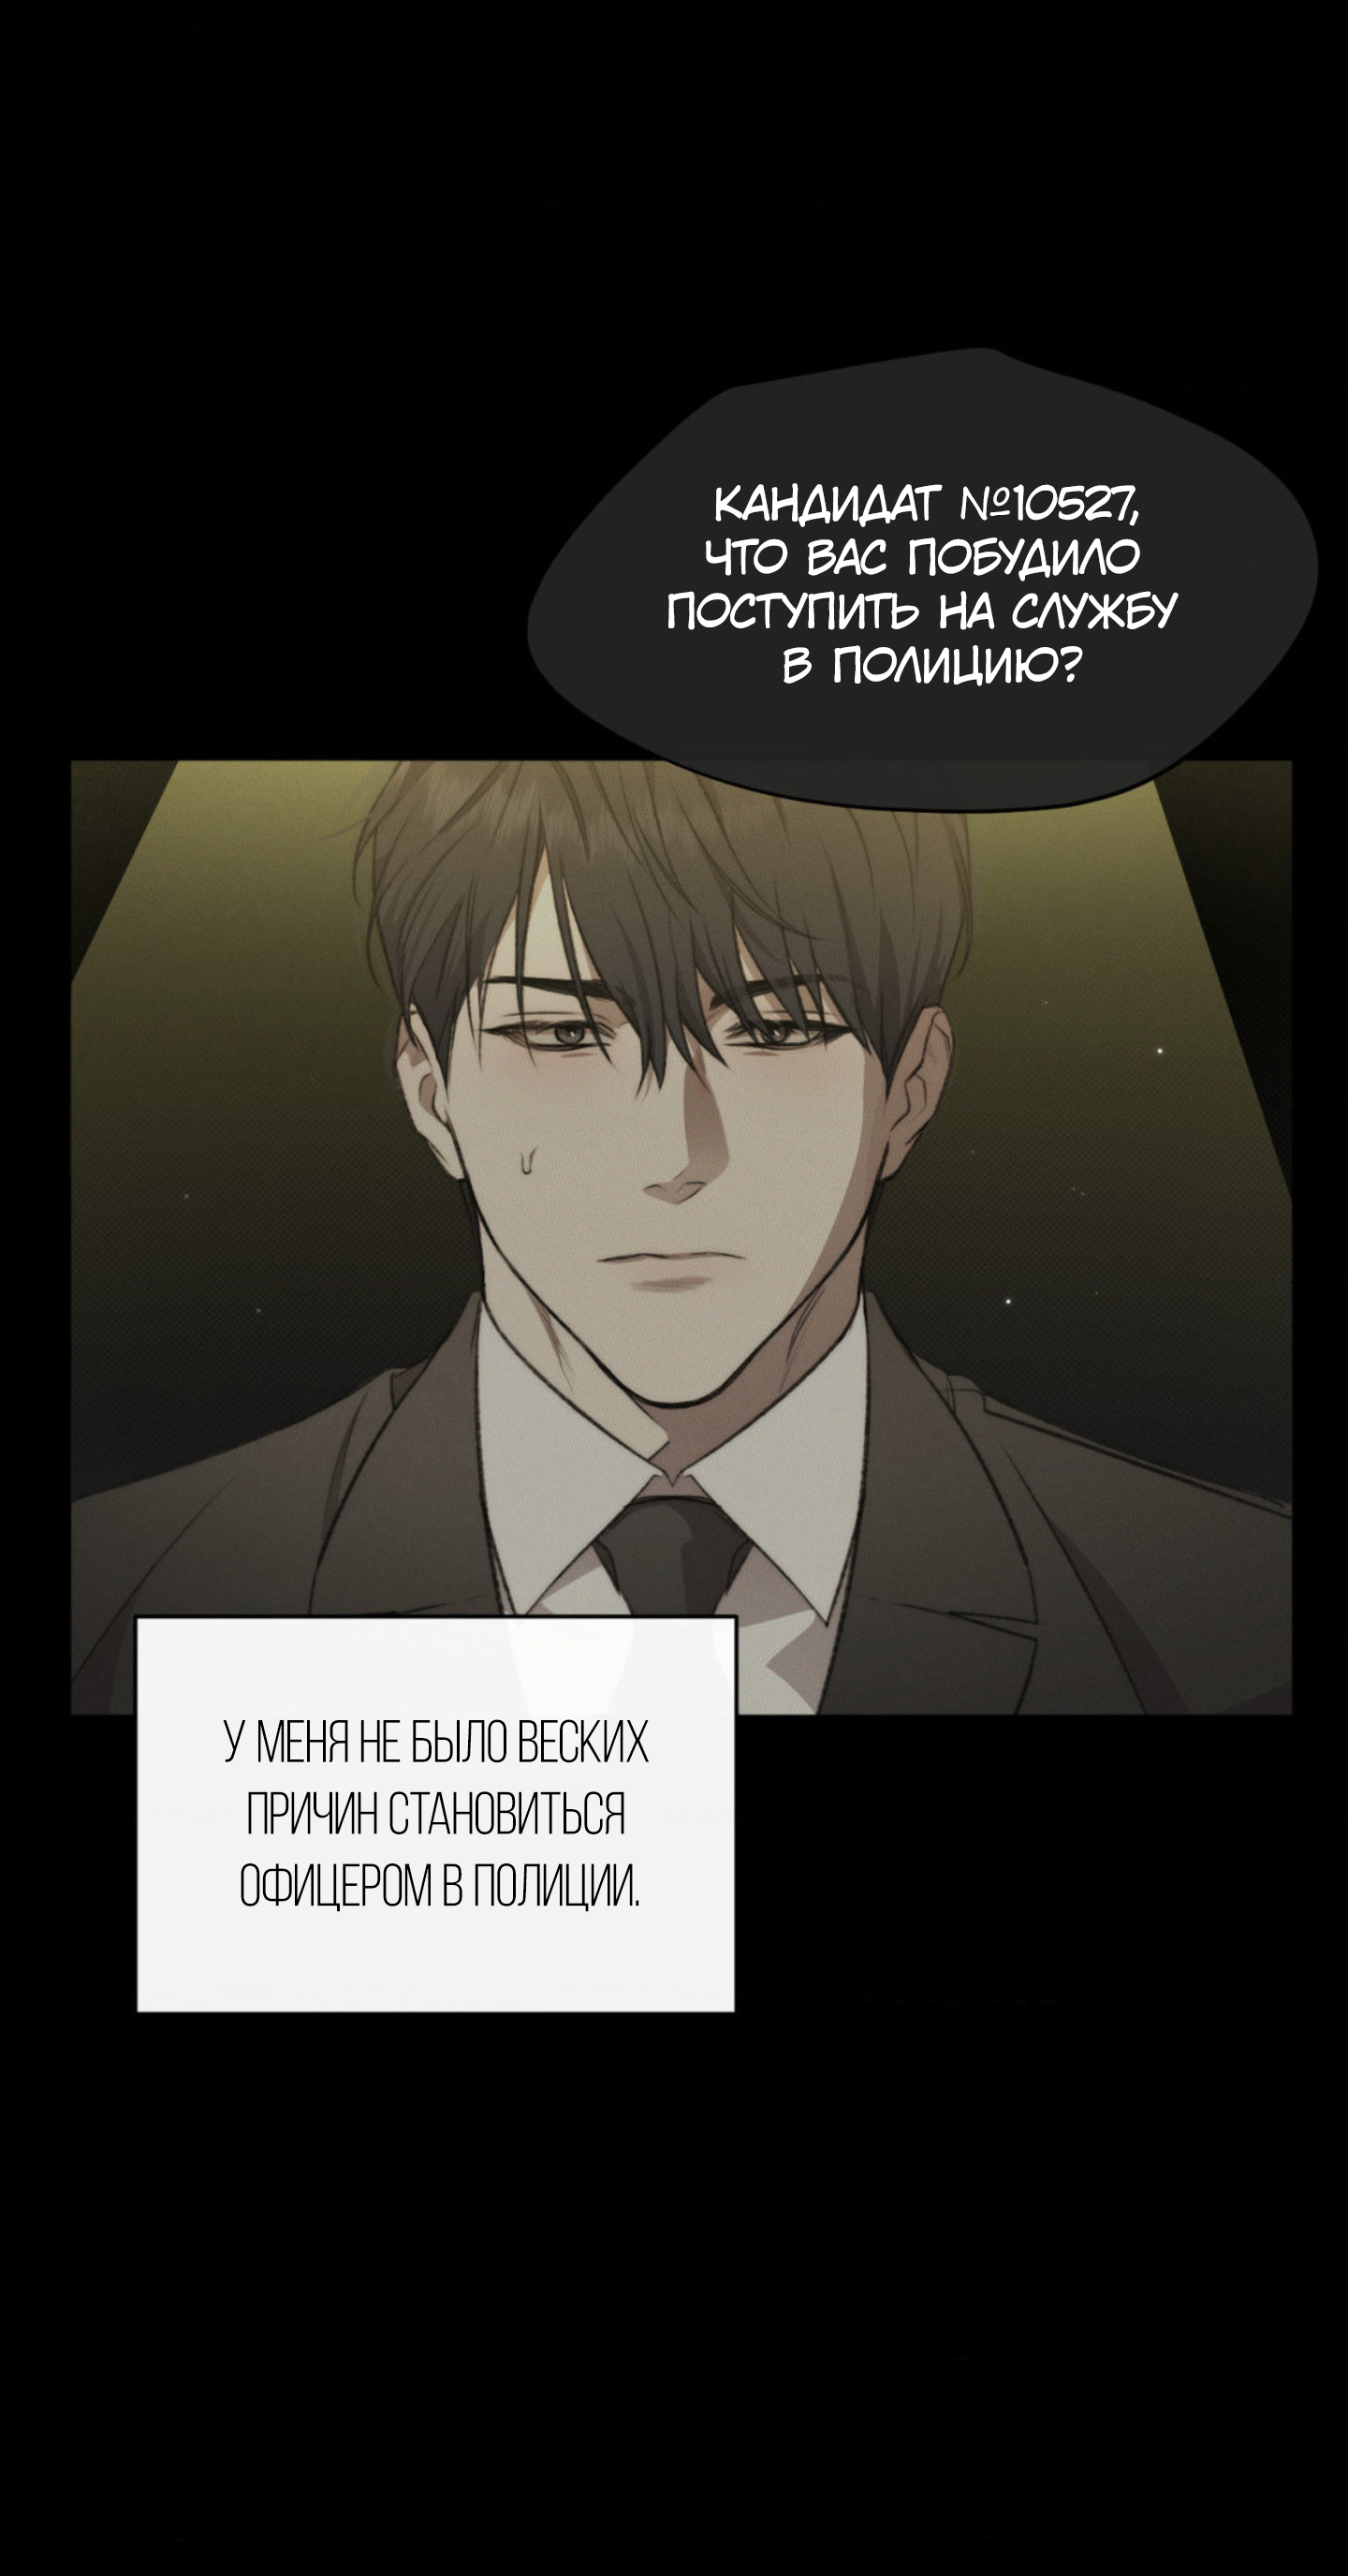 КАНДИДАТ №10527,
ЧТО ВАС ПОБУДИЛО
ПОСТУПИТЬ НА СЛУЖБУ
В ПОЛИЦИЮ?
У МЕНЯ НЕ БЫЛО ВЕСКИХ
ПРИЧИН СТАНОВИТЬСЯ
ОФИЦЕРОМ В ПОЛИЦИИ.